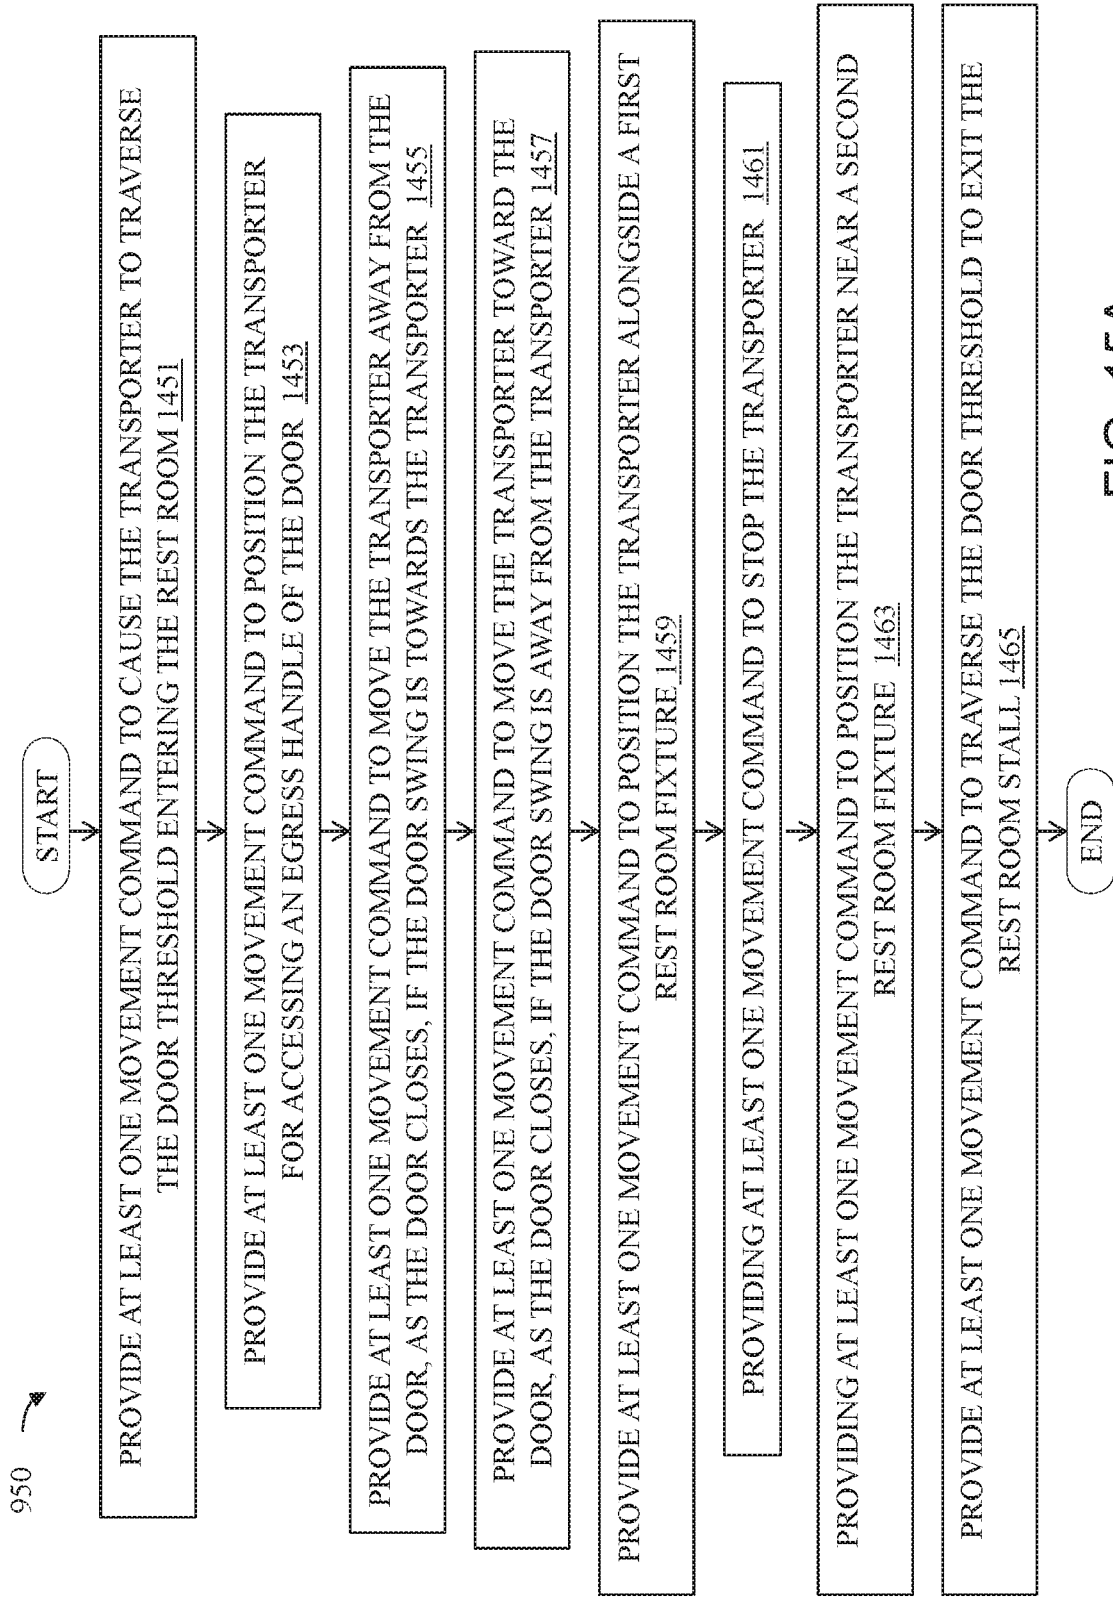 950
START
PROVIDE AT LEAST ONE MOVEMENT COMMAND TO CAUSE THE TRANSPORTER TO TRAVERSE
THE DOOR THRESHOLD ENTERING THE REST ROOM 1451
PROVIDE AT LEAST ONE MOVEMENT COMMAND TO POSITION THE TRANSPORTER
FOR ACCESSING AN EGRESS HANDLE OF THE DOOR 1453
PROVIDE AT LEAST ONE MOVEMENT COMMAND TO MOVE THE TRANSPORTER AWAY FROM THE
DOOR, AS THE DOOR CLOSES, IF THE DOOR SWING IS TOWARDS THE TRANSPORTER 1455
PROVIDE AT LEAST ONE MOVEMENT COMMAND TO MOVE THE TRANSPORTER TOWARD THE
DOOR, AS THE DOOR CLOSES, IF THE DOOR SWING IS AWAY FROM THE TRANSPORTER 1457
PROVIDE AT LEAST ONE MOVEMENT COMMAND TO POSITION THE TRANSPORTER ALONGSIDE A FIRST
REST ROOM FIXTURE 1459
PROVIDING AT LEAST ONE MOVEMENT COMMAND TO STOP THE TRANSPORTER 1461
PROVIDING AT LEAST ONE MOVEMENT COMMAND TO POSITION THE TRANSPORTER NEAR A SECOND
REST ROOM FIXTURE 1463
PROVIDE AT LEAST ONE MOVEMENT COMMAND TO TRAVERSE THE DOOR THRESHOLD TO EXIT THE
REST ROOM STALL 1465
END